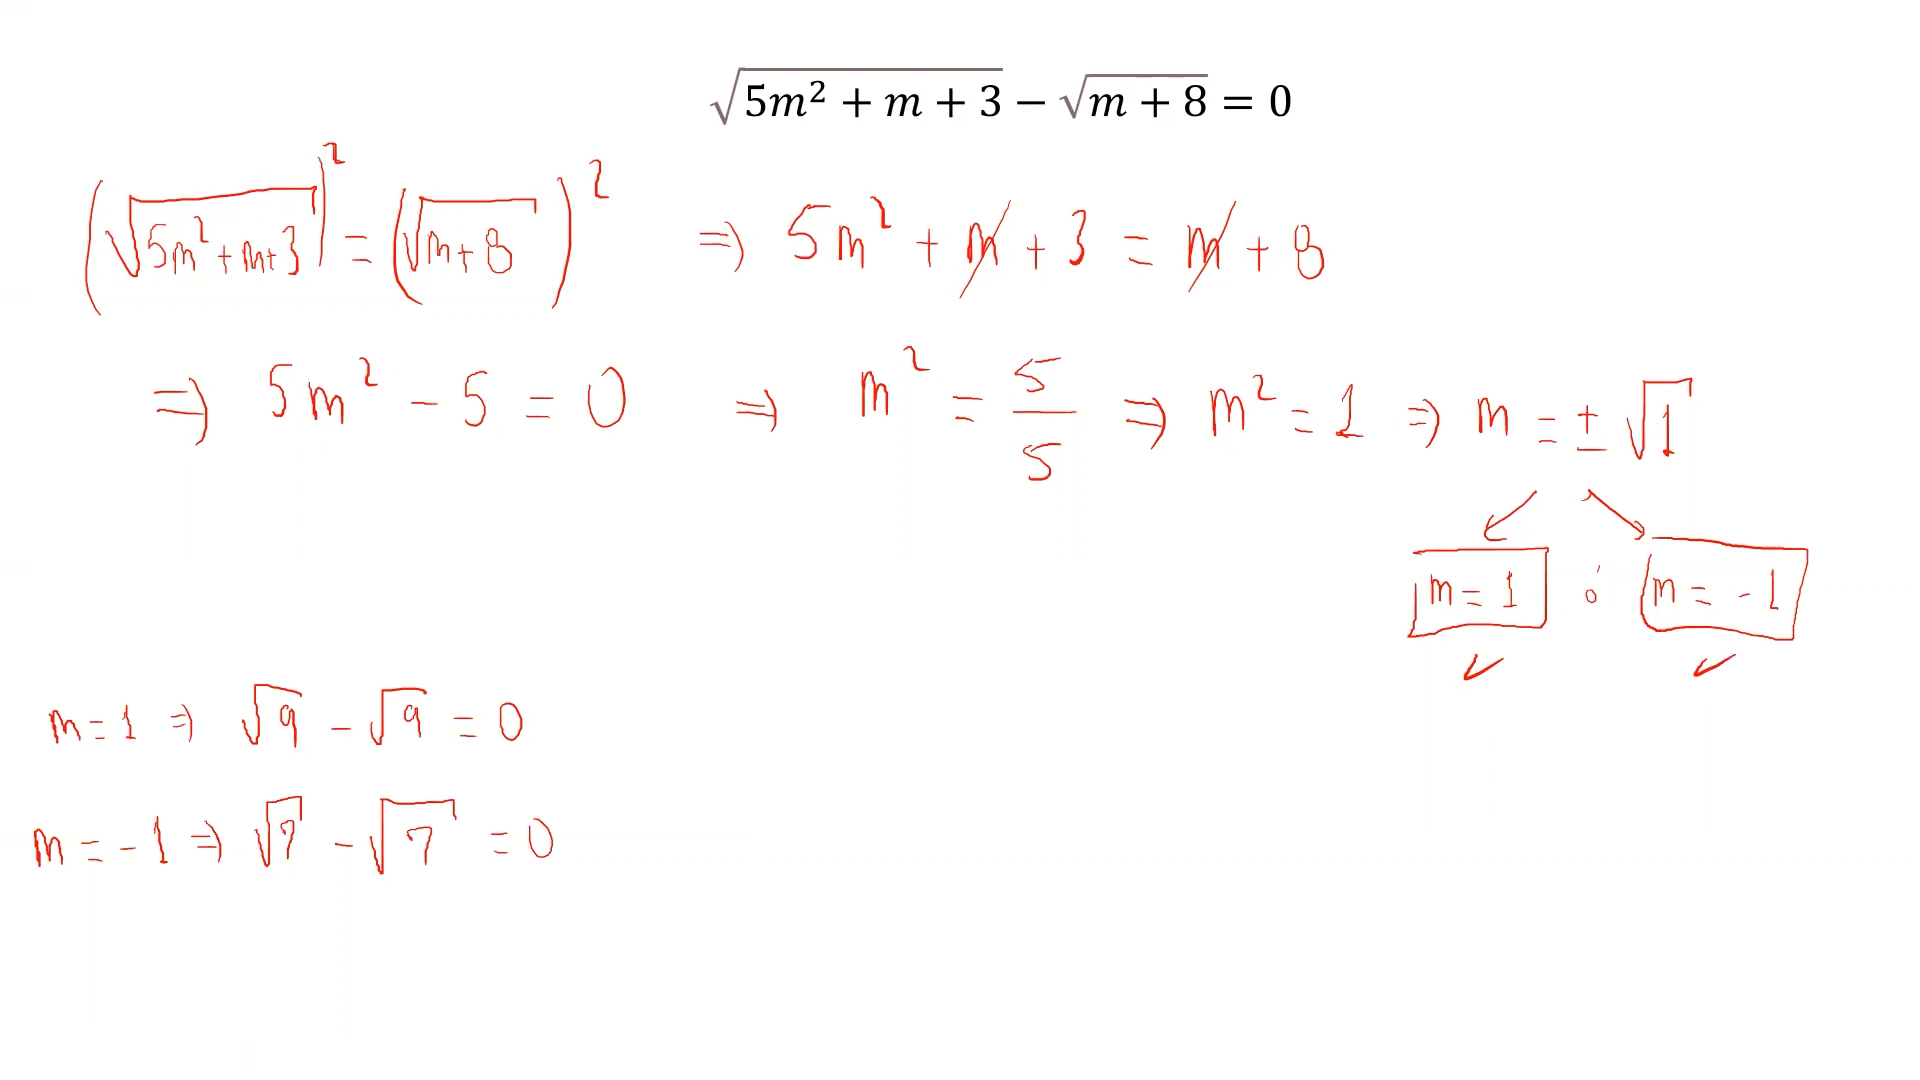 √(5m² + m + 3) − √(m + 8) = 0
(√(5m² + m + 3))² = (√(m + 8))² ⇒ 5m² + m + 3 = m + 8
⇒ 5m² − 5 = 0 ⇒ m² = 5/5 ⇒ m² = 1 ⇒ m = ± √1
m = 1 ó m = −1
✓ ✓
m = 1 ⇒ √9 − √9 = 0
m = −1 ⇒ √7 − √7 = 0